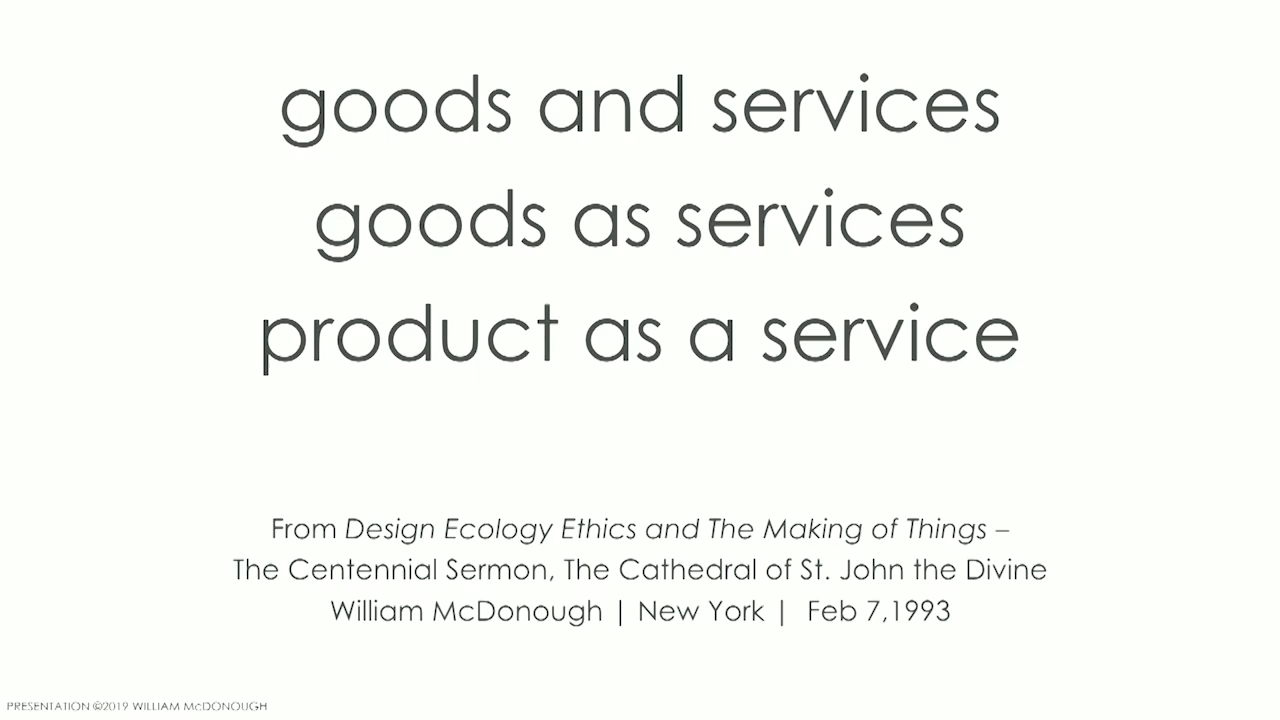 goods and services
goods as services
product as a service
From Design Ecology Ethics and The Making of Things –
The Centennial Sermon, The Cathedral of St. John the Divine
William McDonough | New York | Feb 7,1993
PRESENTATION ©2019 WILLIAM McDONOUGH